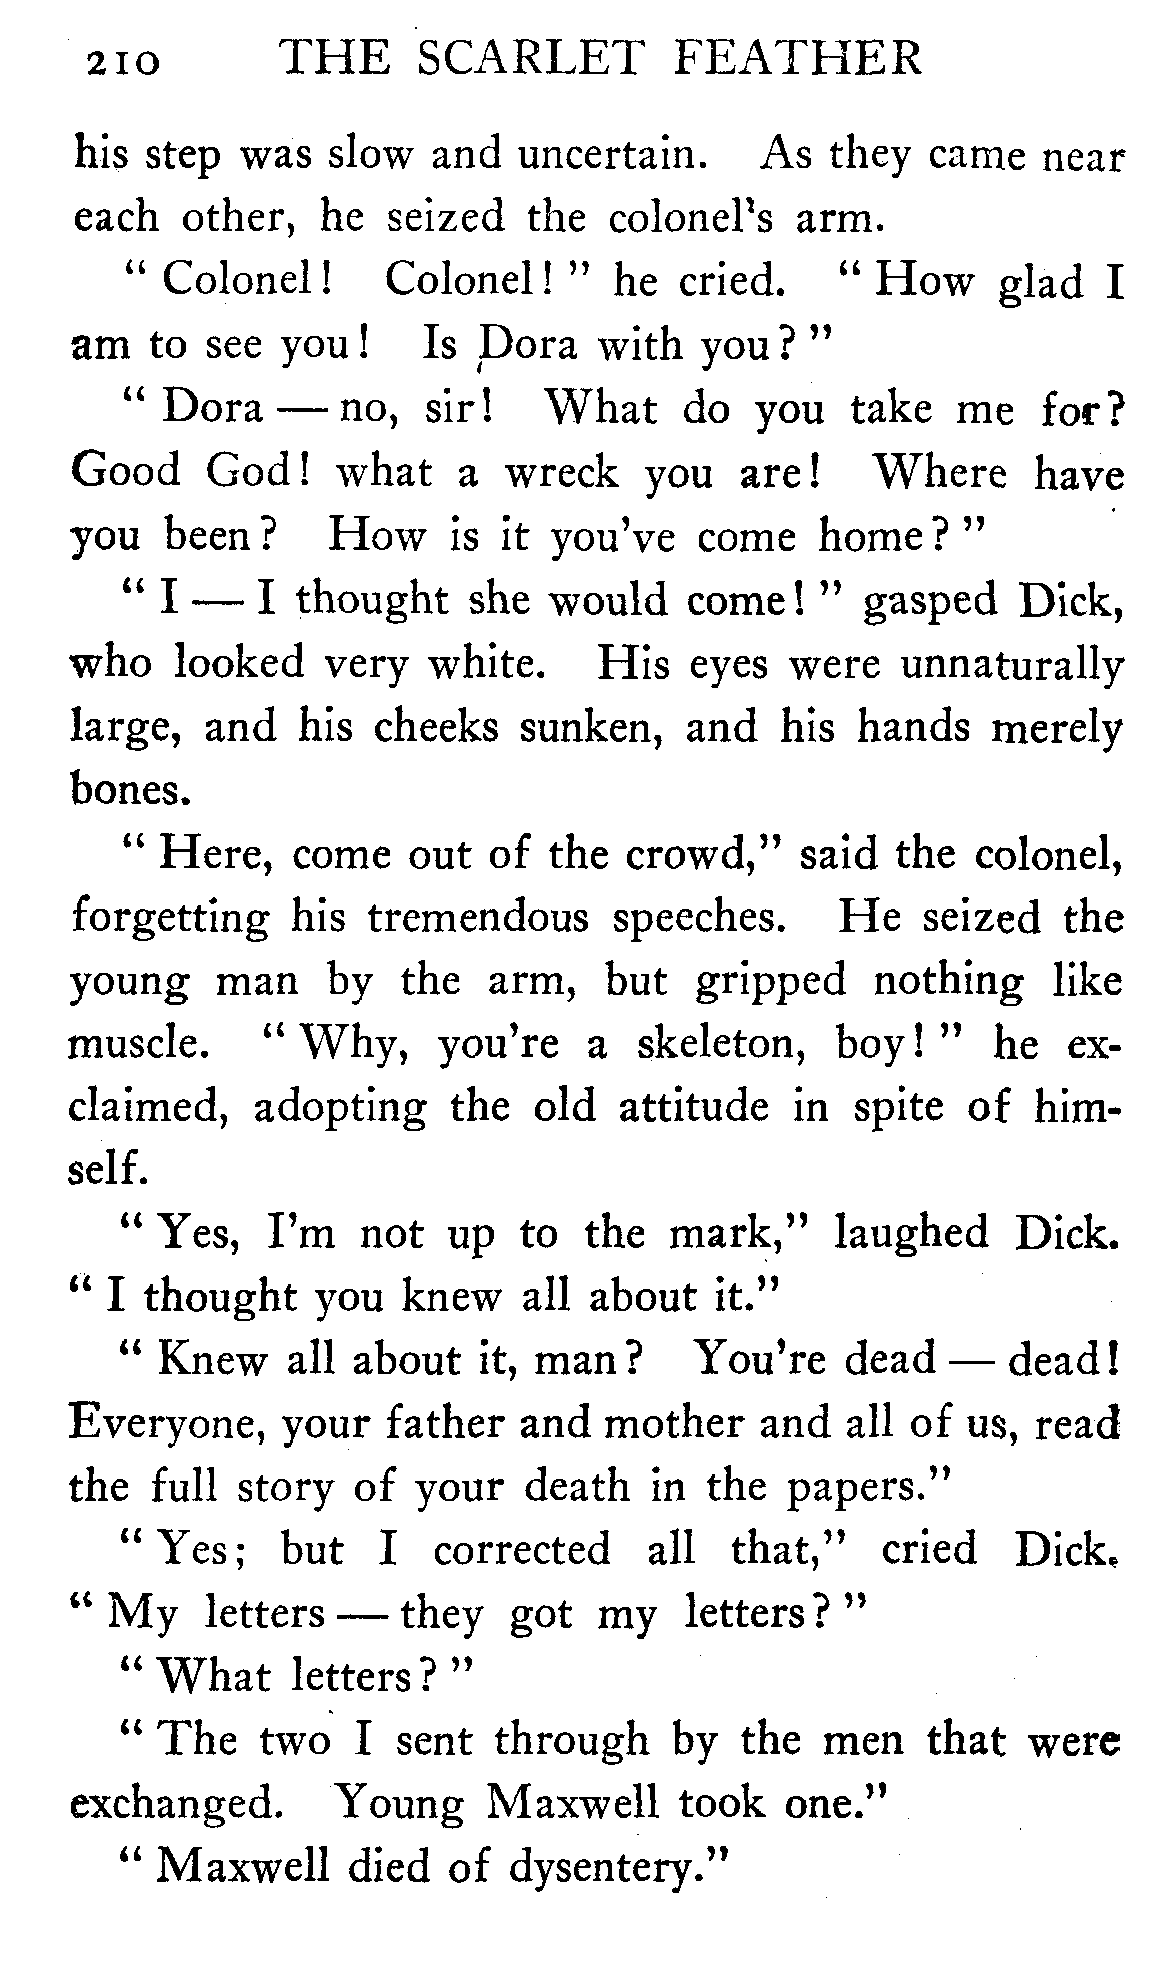 210 THE SCARLET FEATHER
his step was slow and uncertain. As they came near
each other, he seized the colonel's arm.
" Colonel! Colonel! " he cried. " How glad I
am to see you! Is Dora with you? "
" Dora — no, sir! What do you take me for?
Good God! what a wreck you are! Where have
you been? How is it you've come home? "
" I — I thought she would come! " gasped Dick,
who looked very white. His eyes were unnaturally
large, and his cheeks sunken, and his hands merely
bones.
" Here, come out of the crowd," said the colonel,
forgetting his tremendous speeches. He seized the
young man by the arm, but gripped nothing like
muscle. " Why, you're a skeleton, boy! " he ex-
claimed, adopting the old attitude in spite of him-
self.
" Yes, I'm not up to the mark," laughed Dick.
" I thought you knew all about it."
" Knew all about it, man? You're dead — dead!
Everyone, your father and mother and all of us, read
the full story of your death in the papers."
" Yes; but I corrected all that," cried Dick.
" My letters — they got my letters? "
" What letters? "
" The two I sent through by the men that were
exchanged. Young Maxwell took one."
" Maxwell died of dysentery."